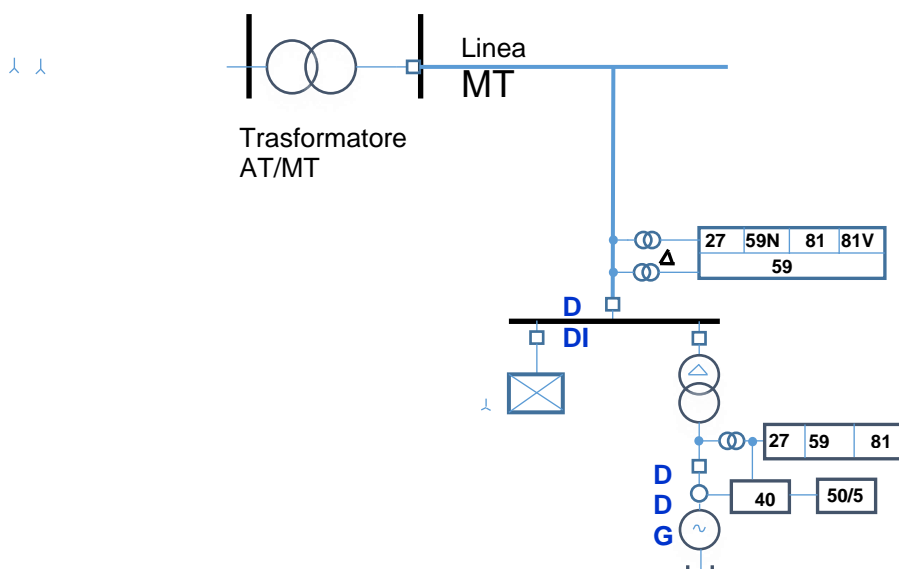 Linea
MT
Trasformatore
AT/MT
27 59N 81 81V
59
Δ
D
DI
27 59 81
D
D
G
40
50/5
~